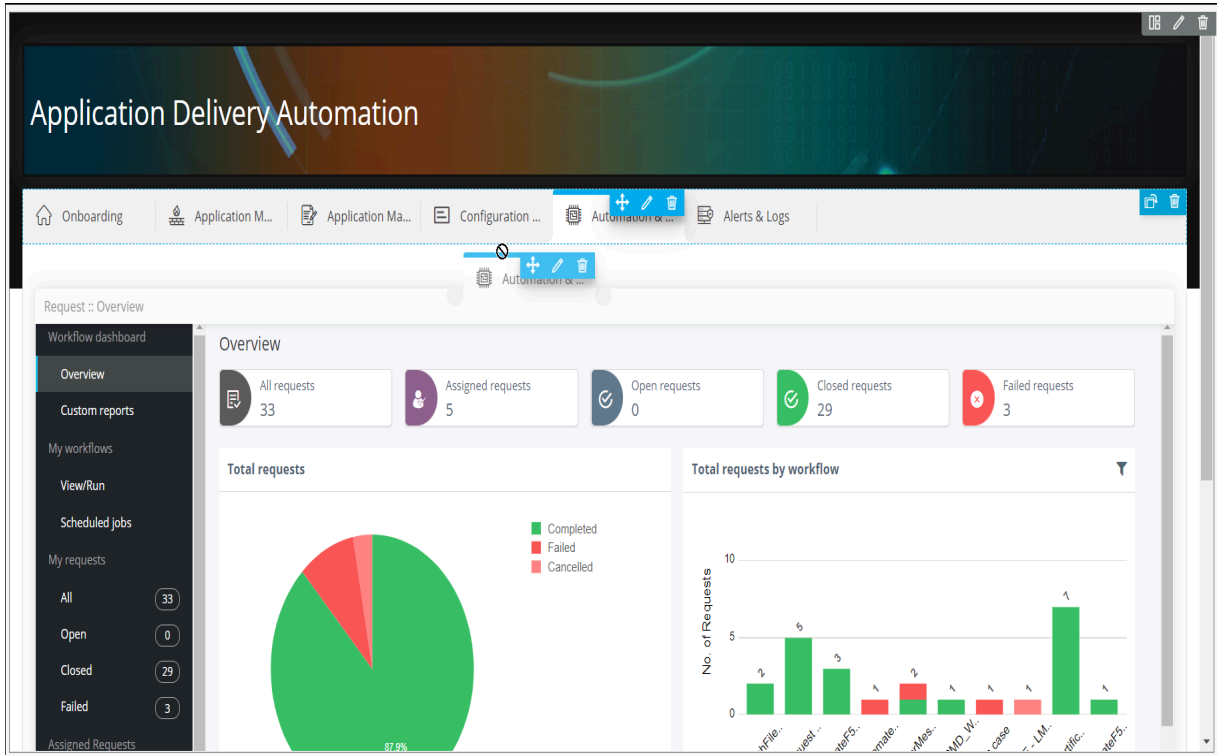 Application Delivery Automation
Onboarding
Application M...
Application Ma...
Configuration ...
Automation & ...
Alerts & Logs
Automation & ...
Request :: Overview
Workflow dashboard
Overview
Custom reports
My workflows
View/Run
Scheduled jobs
My requests
All 33
Open 0
Closed 29
Failed 3
Assigned Requests
Overview
All requests
33
Assigned requests
5
Open requests
0
Closed requests
29
Failed requests
3
Total requests
Completed
Failed
Cancelled
87.9%
Total requests by workflow
No. of Requests
10
5
0
2
5
3
1
2
1
1
1
7
1